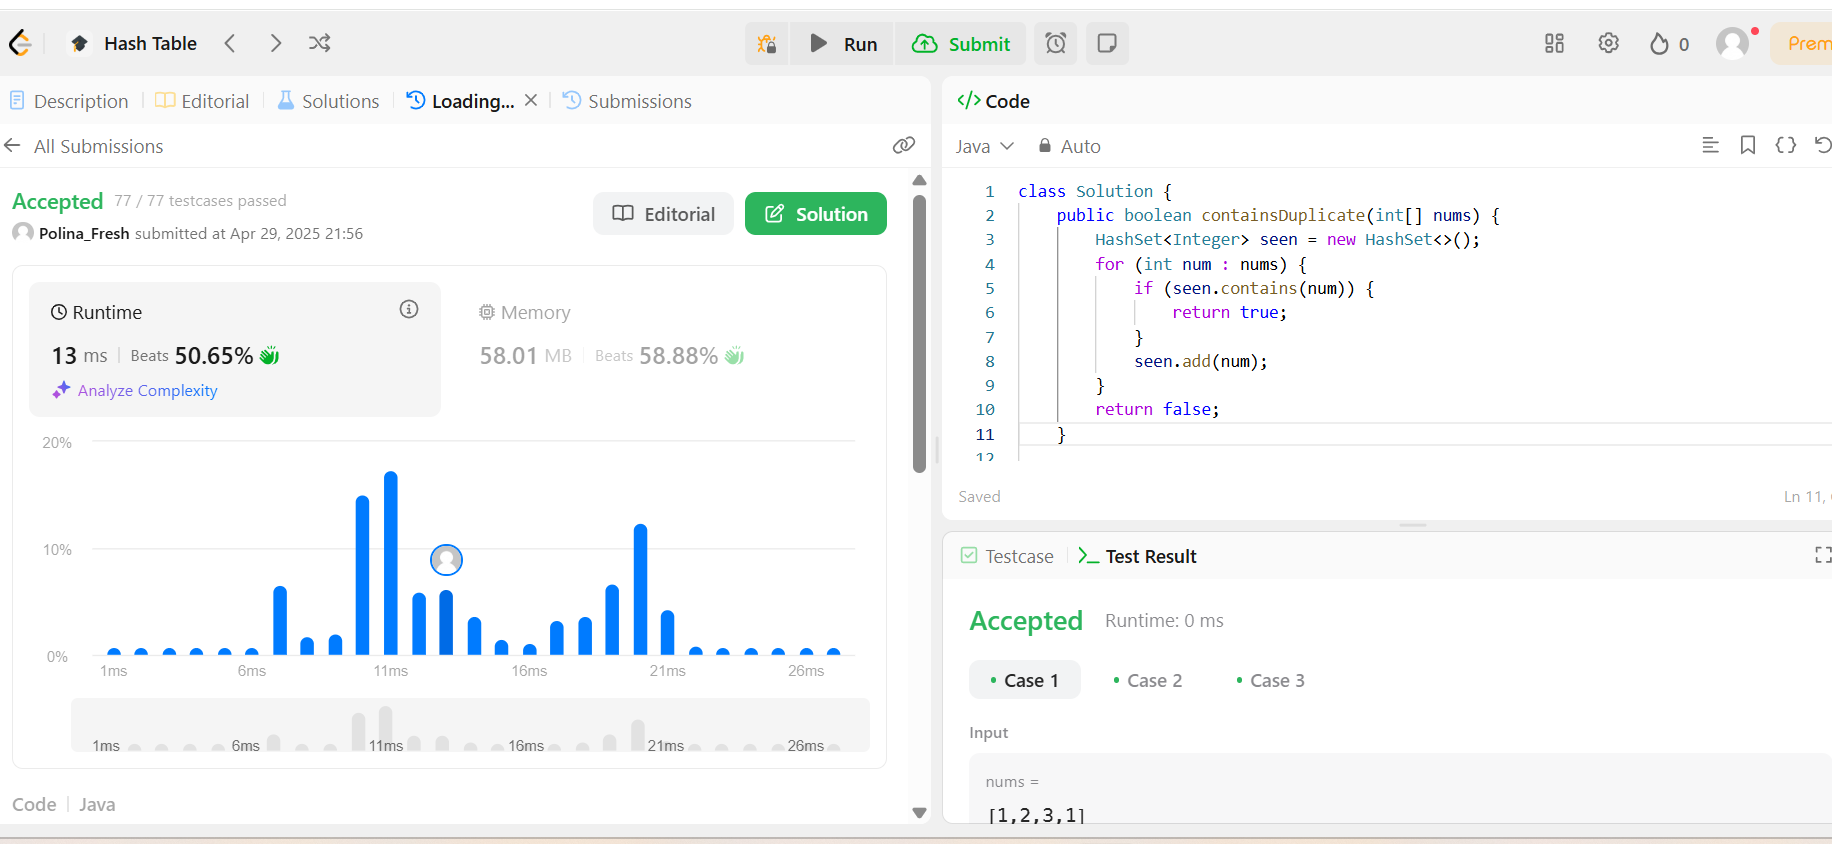 Hash Table
Run
Submit
0
Prem
Description
Editorial
Solutions
Loading...
Submissions
All Submissions
Accepted 77 / 77 testcases passed
Polina_Fresh submitted at Apr 29, 2025 21:56
Editorial
Solution
Runtime
13 ms | Beats 50.65%
Analyze Complexity
Memory
58.01 MB | Beats 58.88%
20%
10%
0%
1ms 6ms 11ms 16ms 21ms 26ms
1ms 6ms 11ms 16ms 21ms 26ms
Code | Java
</> Code
Java
Auto
1 class Solution {
2     public boolean containsDuplicate(int[] nums) {
3         HashSet<Integer> seen = new HashSet<>();
4         for (int num : nums) {
5             if (seen.contains(num)) {
6                 return true;
7             }
8             seen.add(num);
9         }
10         return false;
11     }
12
Saved
Ln 11,
Testcase
Test Result
Accepted Runtime: 0 ms
Case 1
Case 2
Case 3
Input
nums =
[1,2,3,1]